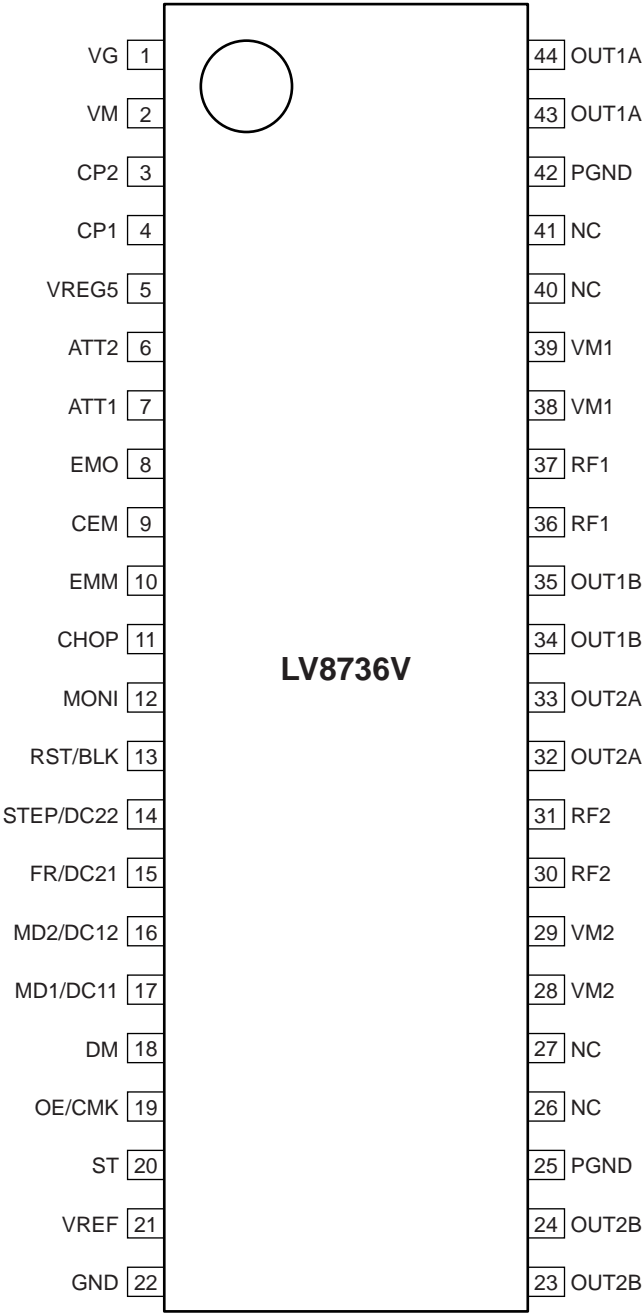 VG 1 44 OUT1A
VM 2 43 OUT1A
CP2 3 42 PGND
CP1 4 41 NC
VREG5 5 40 NC
ATT2 6 39 VM1
ATT1 7 38 VM1
EMO 8 37 RF1
CEM 9 36 RF1
EMM 10 35 OUT1B
CHOP 11 34 OUT1B
LV8736V
MONI 12 33 OUT2A
RST/BLK 13 32 OUT2A
STEP/DC22 14 31 RF2
FR/DC21 15 30 RF2
MD2/DC12 16 29 VM2
MD1/DC11 17 28 VM2
DM 18 27 NC
OE/CMK 19 26 NC
ST 20 25 PGND
VREF 21 24 OUT2B
GND 22 23 OUT2B